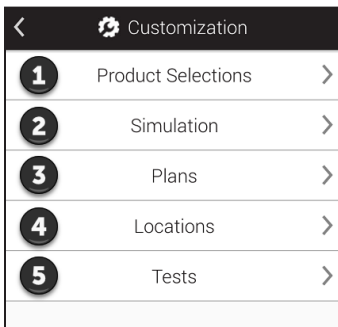 Customization
1 Product Selections
2 Simulation
3 Plans
4 Locations
5 Tests